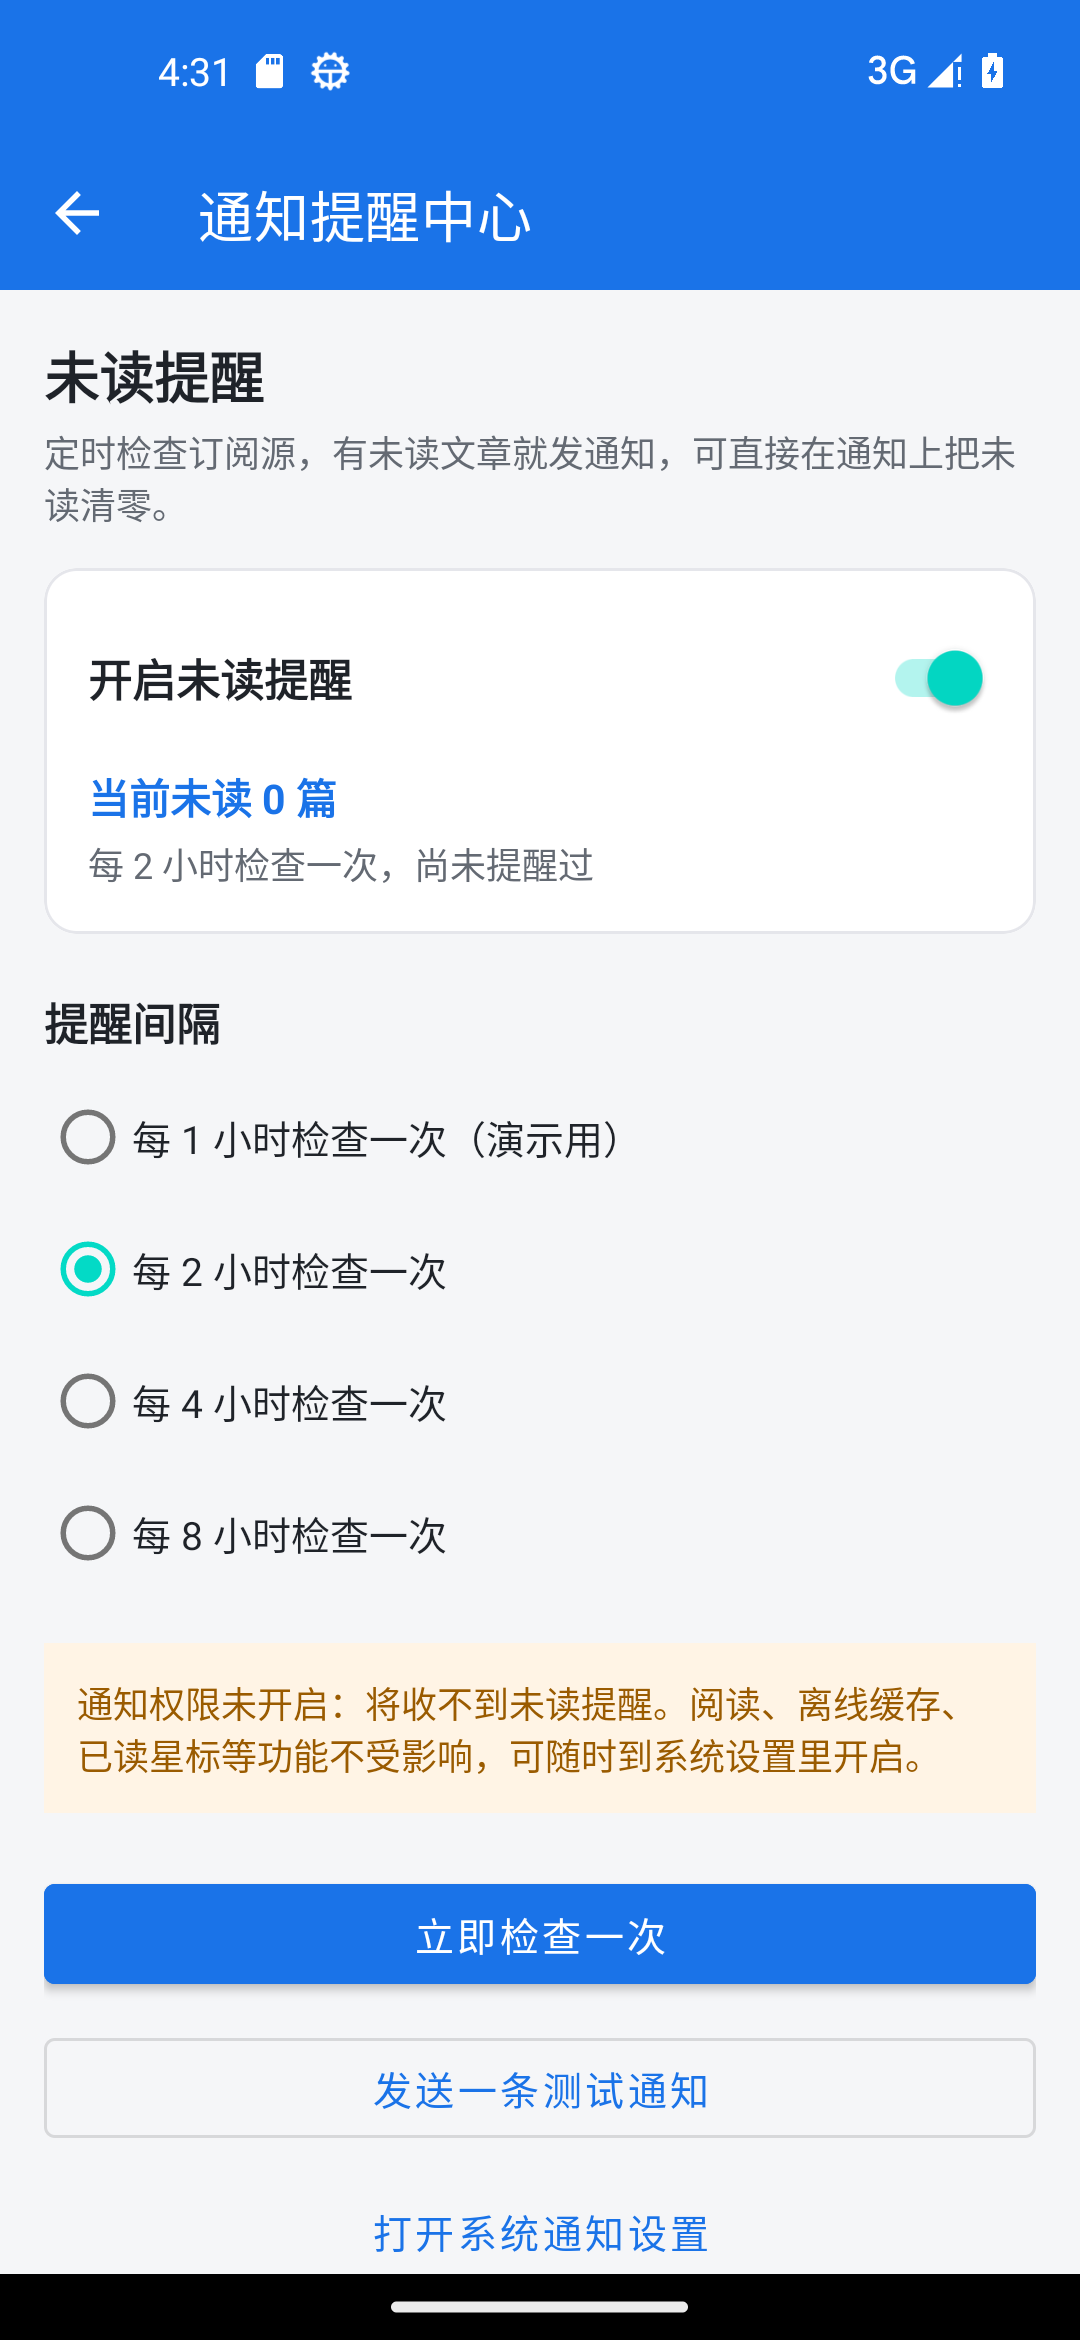 4:31
3G
通知提醒中心
未读提醒
定时检查订阅源，有未读文章就发通知，可直接在通知上把未
读清零。
开启未读提醒
当前未读 0 篇
每 2 小时检查一次，尚未提醒过
提醒间隔
每 1 小时检查一次（演示用）
每 2 小时检查一次
每 4 小时检查一次
每 8 小时检查一次
通知权限未开启：将收不到未读提醒。阅读、离线缓存、
已读星标等功能不受影响，可随时到系统设置里开启。
立即检查一次
发送一条测试通知
打开系统通知设置